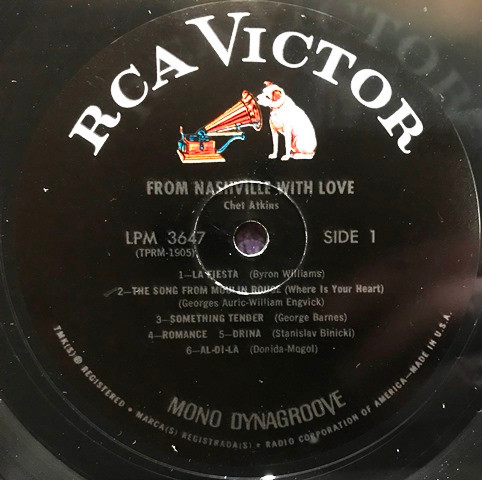 RCA VICTOR
FROM NASHVILLE WITH LOVE
Chet Atkins
LPM 3647 SIDE 1
(TPRM-1905)
1—LA FIESTA (Byron Williams)
2—THE SONG FROM MOULIN ROUGE (Where Is Your Heart)
(Georges Auric-William Engvick)
3—SOMETHING TENDER (George Barnes)
4—ROMANCE 5—DRINA (Stanislav Binicki)
6—AL-DI-LA (Donida-Mogol)
MONO DYNAGROOVE
TMK(S) ® REGISTERED • MARCA(S) REGISTRADA(S) • RADIO CORPORATION OF AMERICA—MADE IN U.S.A.